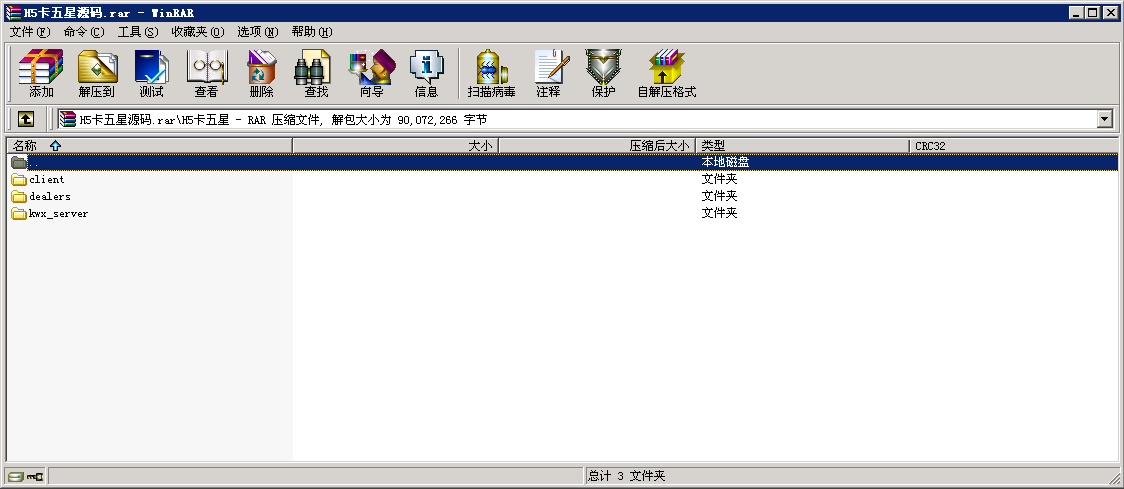 H5卡五星源码.rar - WinRAR
文件(F) 命令(C) 工具(S) 收藏夹(O) 选项(N) 帮助(H)
添加 解压到 测试 查看 删除 查找 向导 信息 扫描病毒 注释 保护 自解压格式
H5卡五星源码.rar\H5卡五星 - RAR 压缩文件, 解包大小为 90,072,266 字节
名称 大小 压缩后大小 类型 CRC32
.. 本地磁盘
client 文件夹
dealers 文件夹
kwx_server 文件夹
总计 3 文件夹